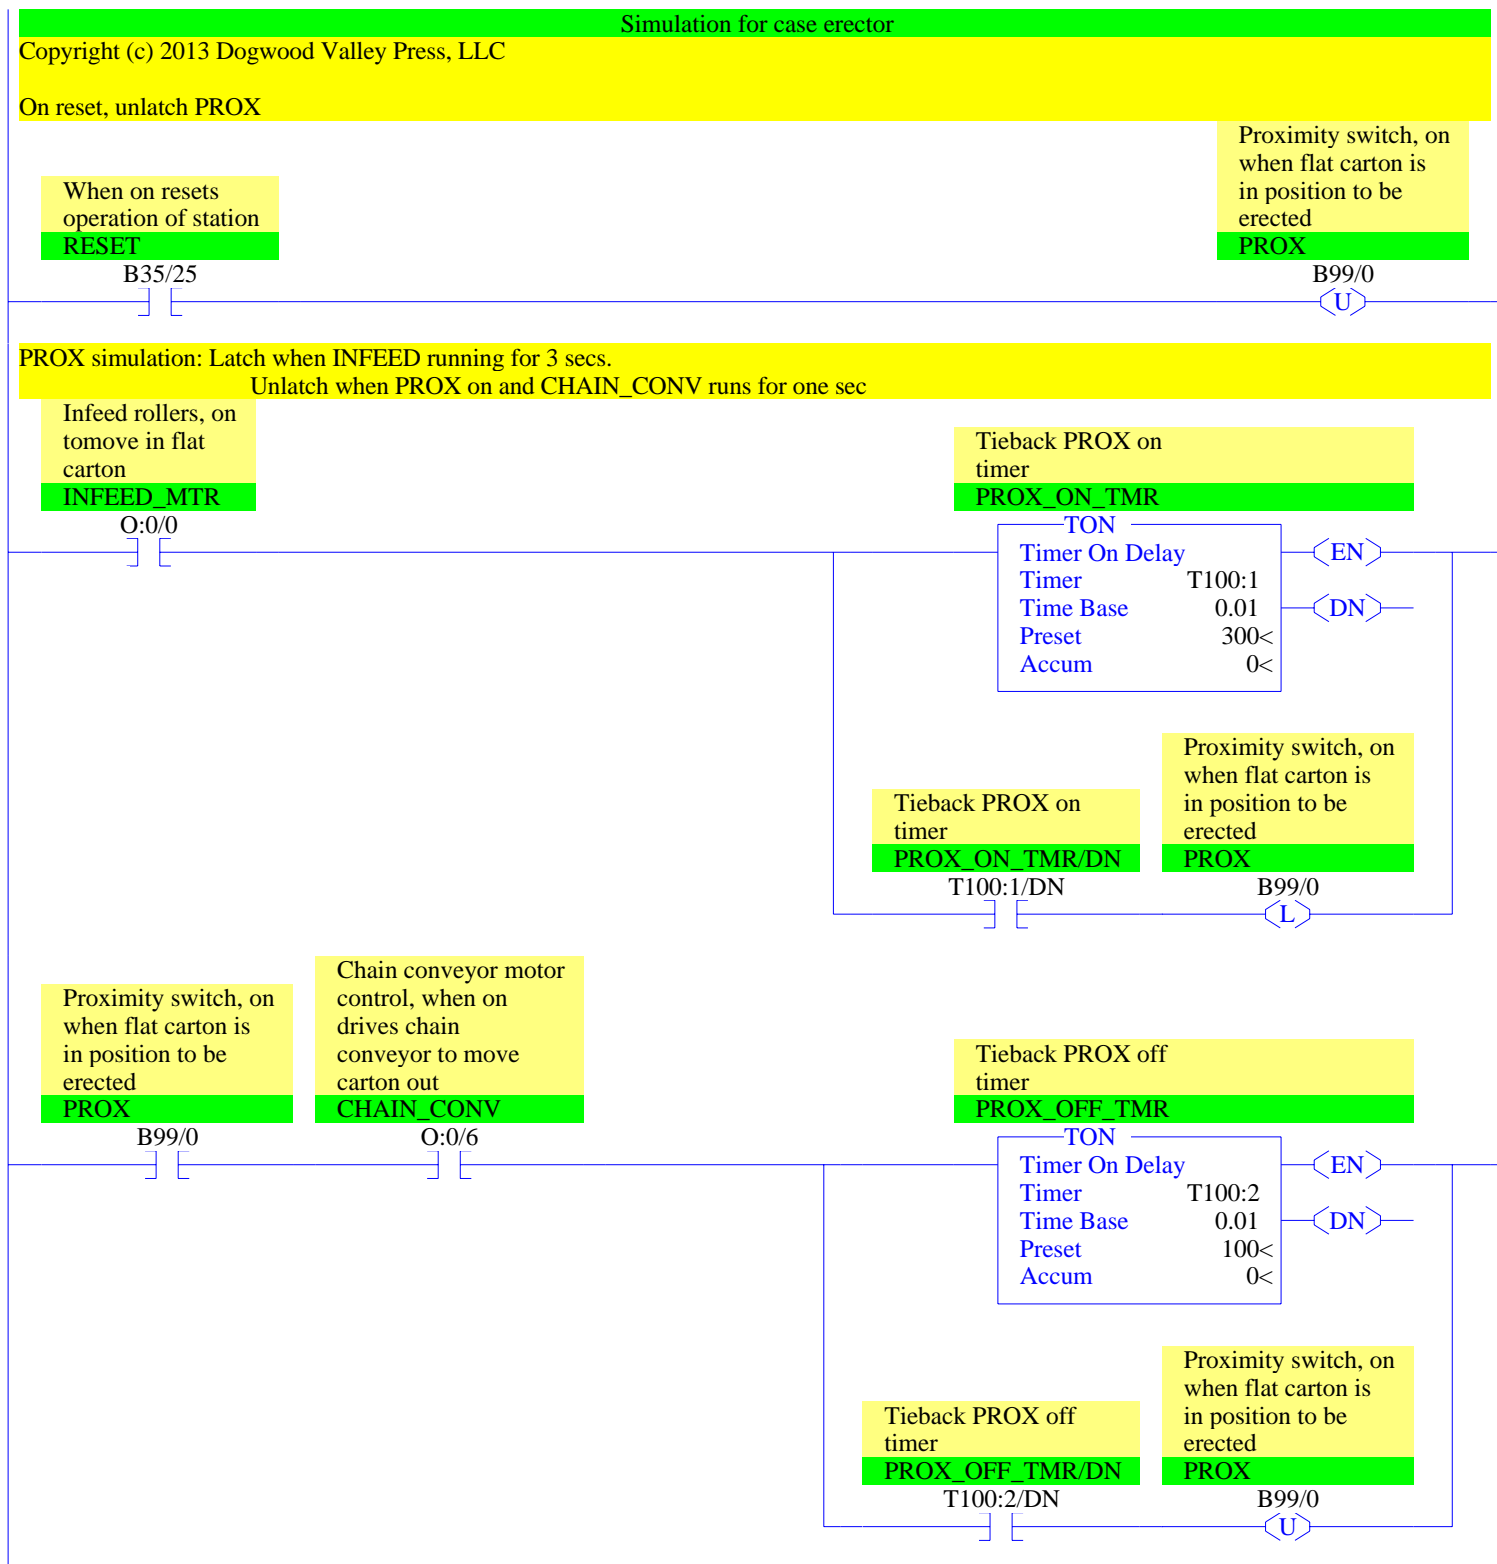 Simulation for case erector
Copyright (c) 2013 Dogwood Valley Press, LLC
On reset, unlatch PROX
When on resets
operation of station
RESET
B35/25
Proximity switch, on
when flat carton is
in position to be
erected
PROX
B99/0
U
PROX simulation: Latch when INFEED running for 3 secs.
Unlatch when PROX on and CHAIN_CONV runs for one sec
Infeed rollers, on
tomove in flat
carton
INFEED_MTR
O:0/0
Tieback PROX on
timer
PROX_ON_TMR
TON
Timer On Delay
Timer T100:1
Time Base 0.01
Preset 300<
Accum 0<
EN
DN
Tieback PROX on
timer
PROX_ON_TMR/DN
T100:1/DN
Proximity switch, on
when flat carton is
in position to be
erected
PROX
B99/0
L
Proximity switch, on
when flat carton is
in position to be
erected
PROX
B99/0
Chain conveyor motor
control, when on
drives chain
conveyor to move
carton out
CHAIN_CONV
O:0/6
Tieback PROX off
timer
PROX_OFF_TMR
TON
Timer On Delay
Timer T100:2
Time Base 0.01
Preset 100<
Accum 0<
EN
DN
Tieback PROX off
timer
PROX_OFF_TMR/DN
T100:2/DN
Proximity switch, on
when flat carton is
in position to be
erected
PROX
B99/0
U